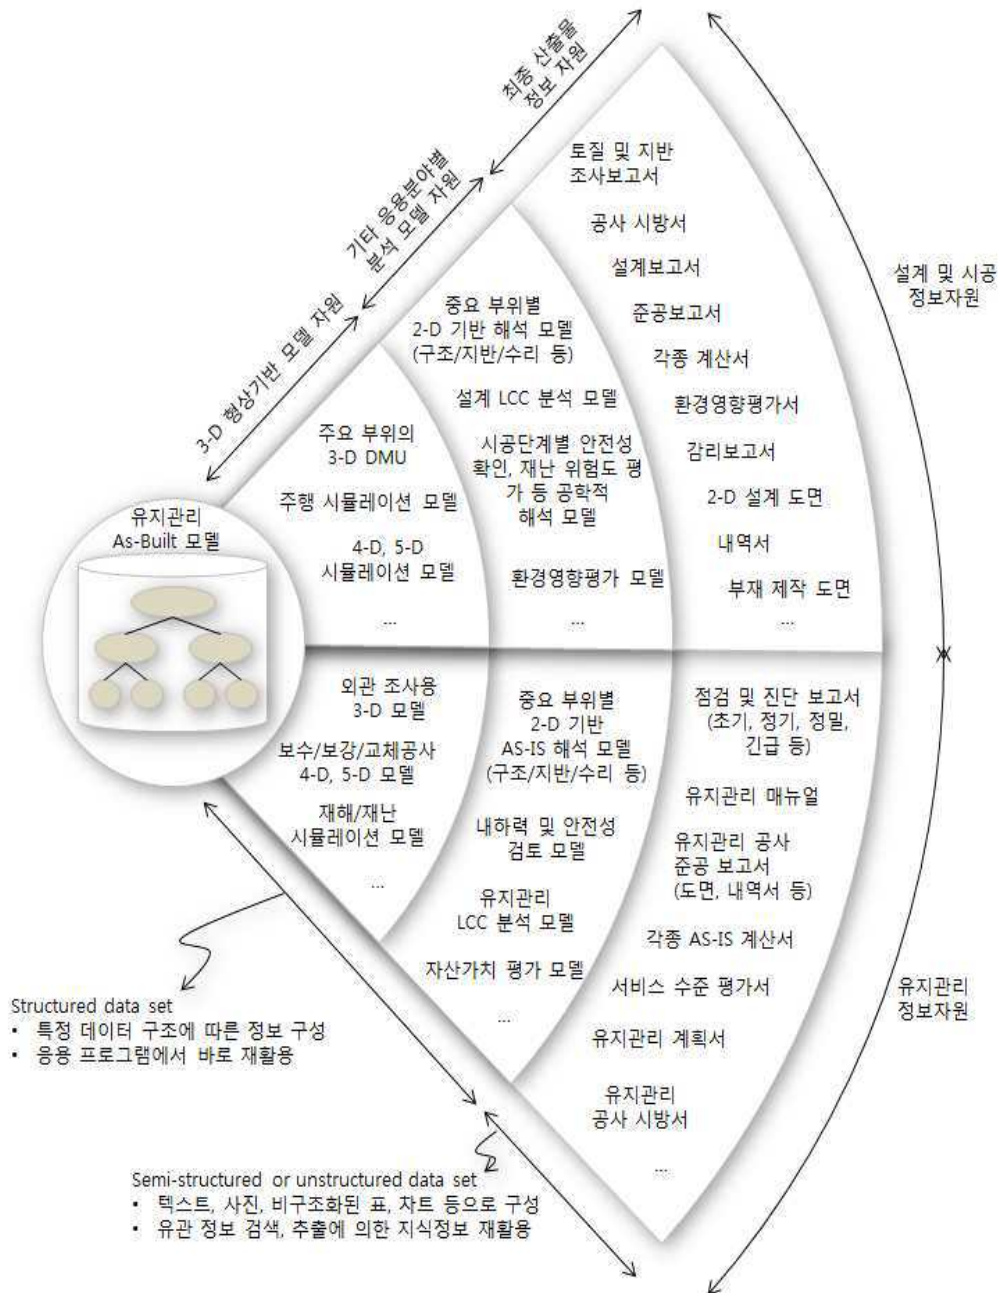 최종 산출물
정보 자원
기타 응용분야별
분석 모델 자원
3-D 형상기반 모델 자원
토질 및 지반
조사보고서
공사 시방서
설계보고서
준공보고서
각종 계산서
환경영향평가서
감리보고서
2-D 설계 도면
내역서
부재 제작 도면
...
중요 부위별
2-D 기반 해석 모델
(구조/지반/수리 등)
설계 LCC 분석 모델
시공단계별 안전성
확인, 재난 위험도 평
가 등 공학적
해석 모델
환경영향평가 모델
...
주요 부위의
3-D DMU
주행 시뮬레이션 모델
4-D, 5-D
시뮬레이션 모델
...
설계 및 시공
정보자원
유지관리
As-Built 모델
외관 조사용
3-D 모델
보수/보강/교체공사
4-D, 5-D 모델
재해/재난
시뮬레이션 모델
...
중요 부위별
2-D 기반
AS-IS 해석 모델
(구조/지반/수리 등)
내하력 및 안전성
검토 모델
유지관리
LCC 분석 모델
자산가치 평가 모델
...
점검 및 진단 보고서
(초기, 정기, 정밀,
긴급 등)
유지관리 매뉴얼
유지관리 공사
준공 보고서
(도면, 내역서 등)
각종 AS-IS 계산서
서비스 수준 평가서
유지관리 계획서
유지관리
공사 시방서
...
유지관리
정보자원
Structured data set
• 특정 데이터 구조에 따른 정보 구성
• 응용 프로그램에서 바로 재활용
Semi-structured or unstructured data set
• 텍스트, 사진, 비구조화된 표, 차트 등으로 구성
• 유관 정보 검색, 추출에 의한 지식정보 재활용